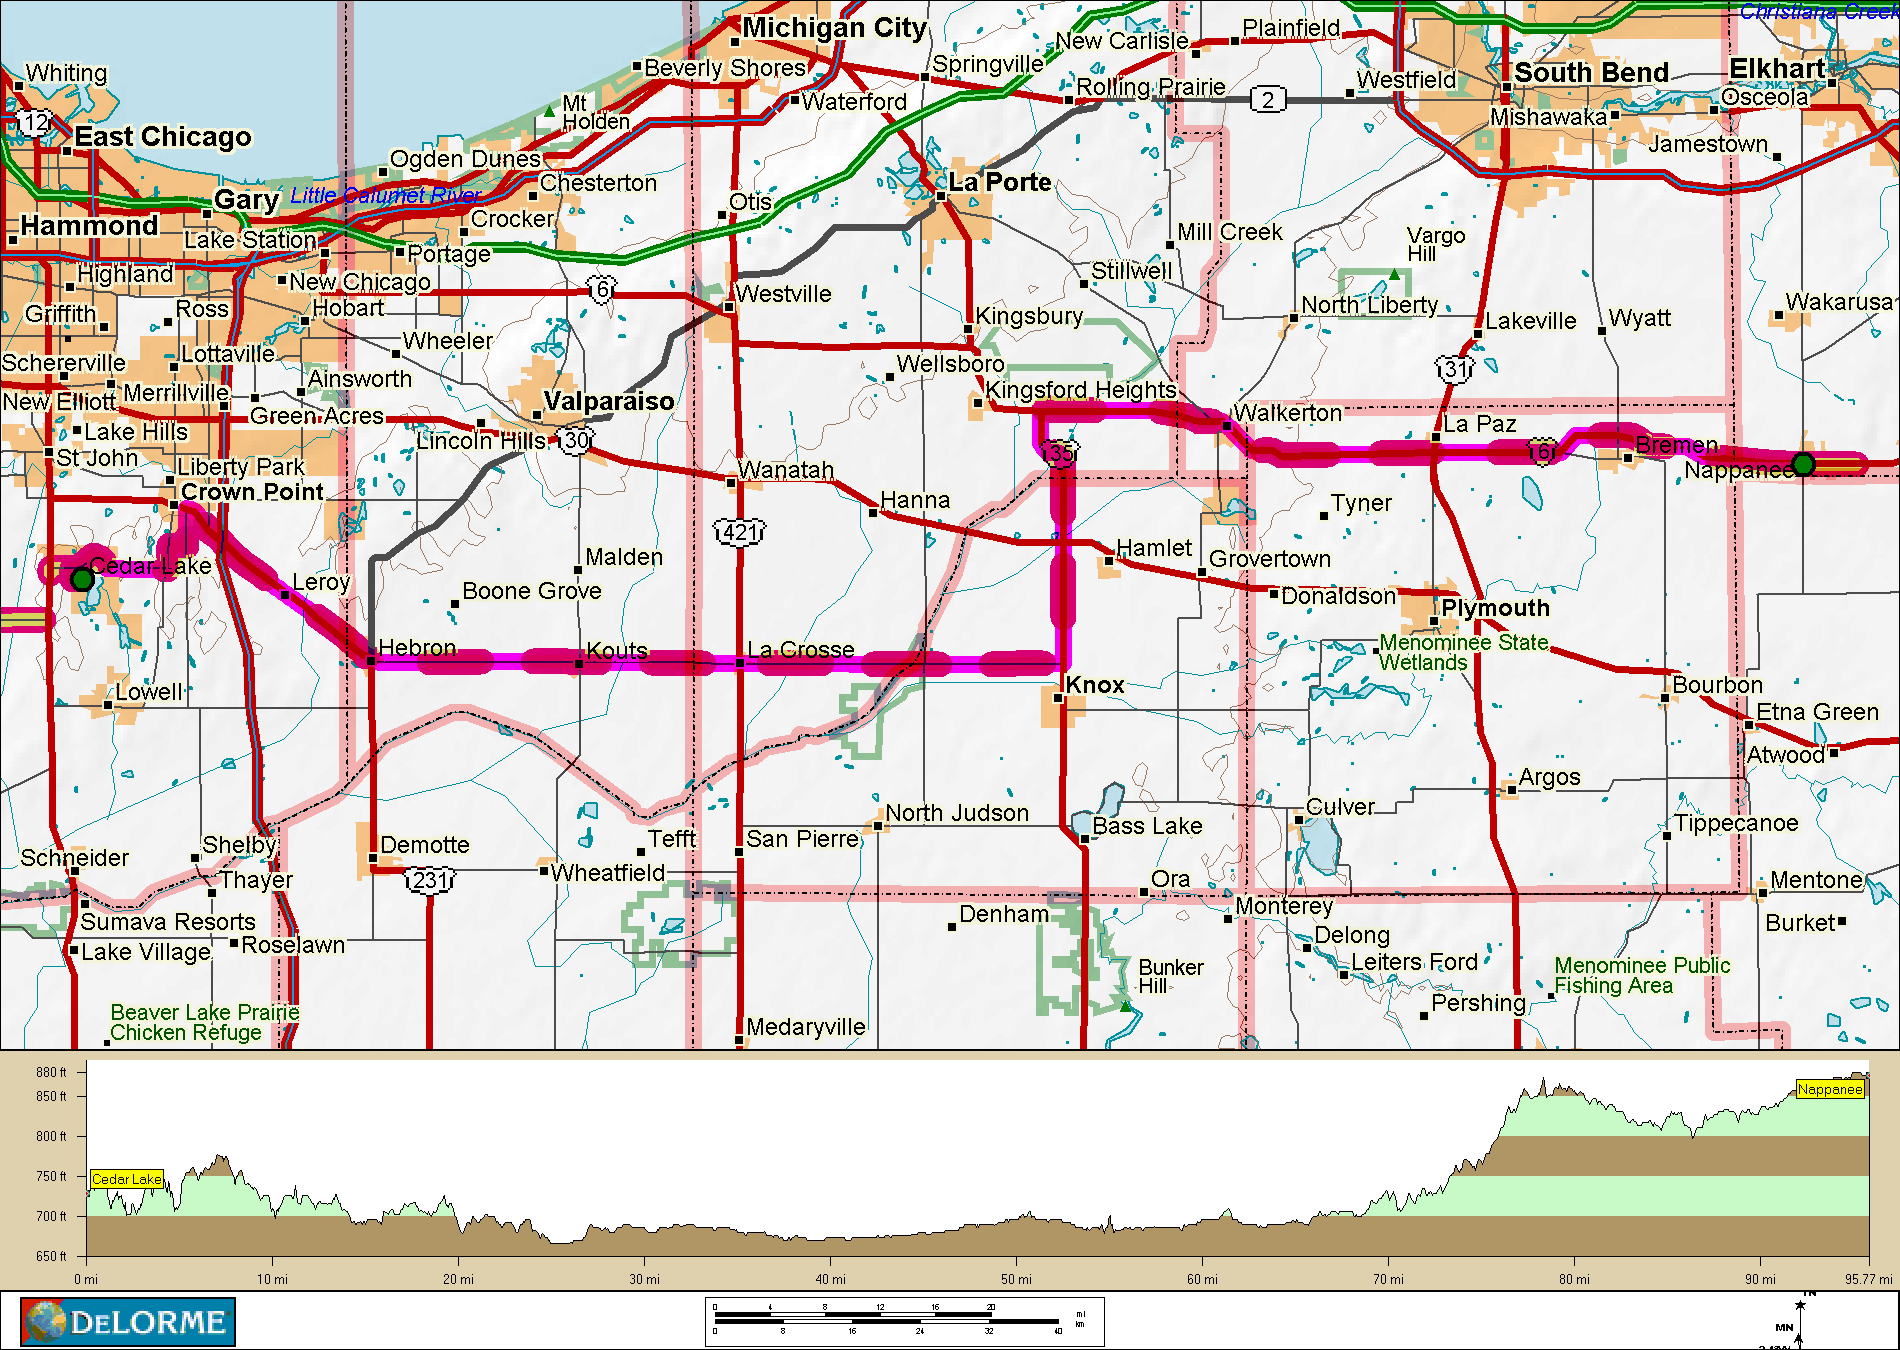 Christiana Creek
Michigan City
Plainfield
New Carlisle
Springville
Beverly Shores
Whiting
South Bend
Elkhart
Westfield
Rolling Prairie
Osceola
Waterford
2
Mt
Holden
Mishawaka
12
East Chicago
Jamestown
Ogden Dunes
Chesterton
La Porte
Little Calumet River
Gary
Otis
Hammond
Crocker
Lake Station
Mill Creek
Vargo
Hill
Portage
Highland
New Chicago
Stillwell
6
Westville
Griffith
Ross
Hobart
Kingsbury
North Liberty
Lakeville
Wyatt
Wakarusa
Wheeler
Schererville
Lottaville
Wellsboro
31
Ainsworth
New Elliott
Merrillville
Valparaiso
Kingsford Heights
Green Acres
Walkerton
La Paz
Lake Hills
Lincoln Hills
30
35
6
Bremen
St John
Liberty Park
Wanatah
Nappanee
Crown Point
Hanna
Tyner
421
Cedar Lake
Malden
Hamlet
Grovertown
Leroy
Boone Grove
Donaldson
Plymouth
Hebron
Kouts
La Crosse
Menominee State
Wetlands
Lowell
Knox
Bourbon
Etna Green
Atwood
Argos
North Judson
Culver
Bass Lake
Tippecanoe
Shelby
Demotte
Tefft
San Pierre
Schneider
Thayer
231
Wheatfield
Ora
Mentone
Sumava Resorts
Denham
Monterey
Burket
Lake Village
Roselawn
Delong
Leiters Ford
Bunker
Hill
Menominee Public
Fishing Area
Pershing
Beaver Lake Prairie
Chicken Refuge
Medaryville
880 ft
850 ft
800 ft
750 ft
700 ft
650 ft
Cedar Lake
Nappanee
0 mi
10 mi
20 mi
30 mi
40 mi
50 mi
60 mi
70 mi
80 mi
90 mi
95.77 mi
DELORME
0 4 8 12 16 20 mi
0 8 16 24 32 40 km
TN
MN